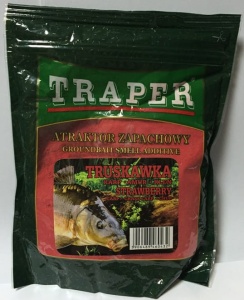 TRAPER
ATRAKTOR ZAPACHOWY
GROUNDBAIT SMELL ADDITIVE
TRUSKAWKA
STRAWBERRY